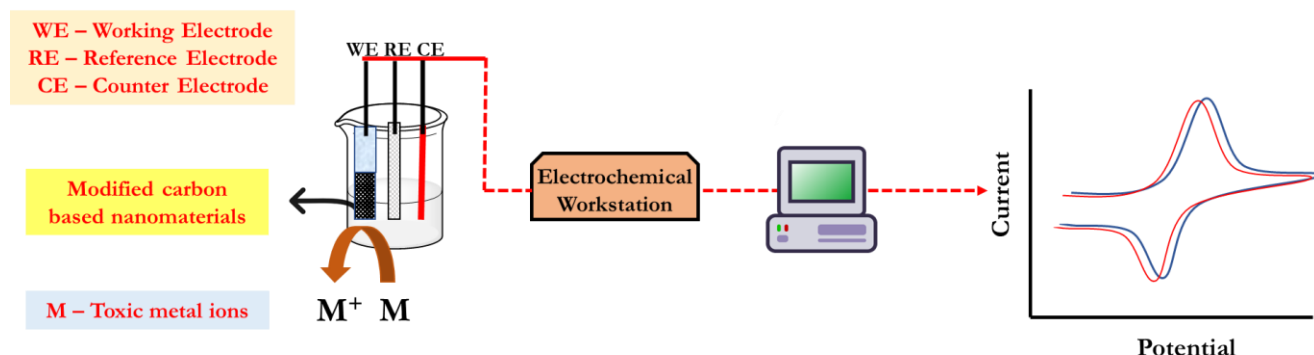 WE – Working Electrode
RE – Reference Electrode
CE – Counter Electrode
WE RE CE
Modified carbon
based nanomaterials
M – Toxic metal ions
M⁺ M
Electrochemical
Workstation
Current
Potential